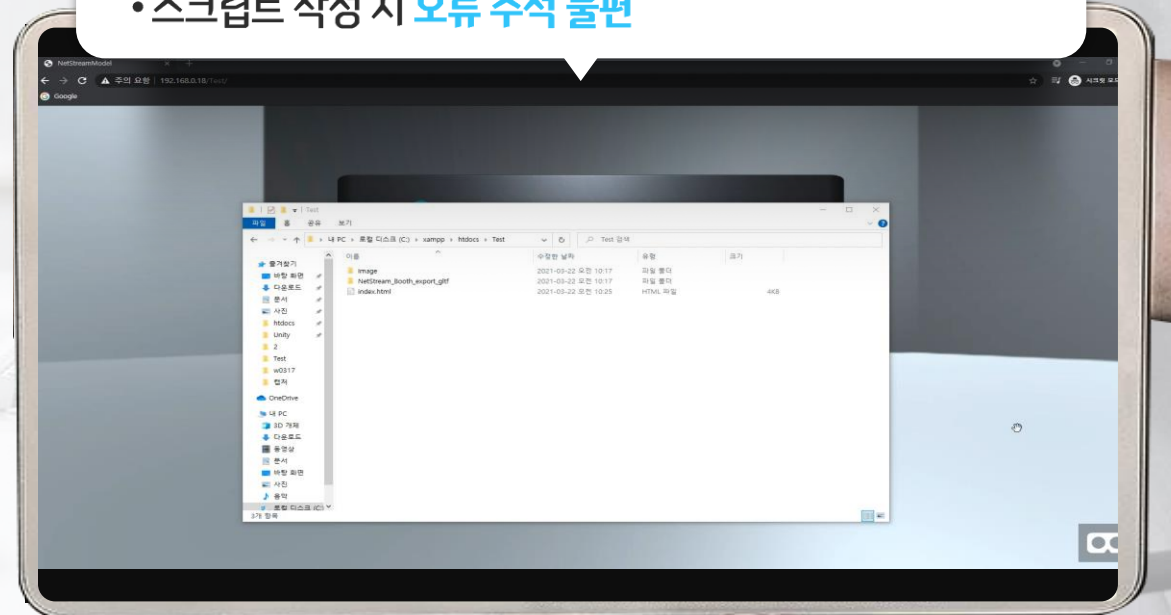 • 스크립트 작성 시 오류 추적 불편
NetStreamModel
주의 요함 | 192.168.0.18/Test/
시크릿 모드
Google
Test
파일 홈 공유 보기
내 PC > 로컬 디스크 (C:) > xampp > htdocs > Test
Test 검색
이름 수정한 날짜 유형 크기
image 2021-03-22 오전 10:17 파일 폴더
NetStream_Booth_export_gltf 2021-03-22 오전 10:17 파일 폴더
index.html 2021-03-22 오전 10:25 HTML 파일 4KB
즐겨찾기
바탕 화면
다운로드
문서
사진
htdocs
Unity
2
Test
w0317
캡처
OneDrive
내 PC
3D 개체
다운로드
동영상
문서
바탕 화면
사진
음악
로컬 디스크 (C:)
3개 항목